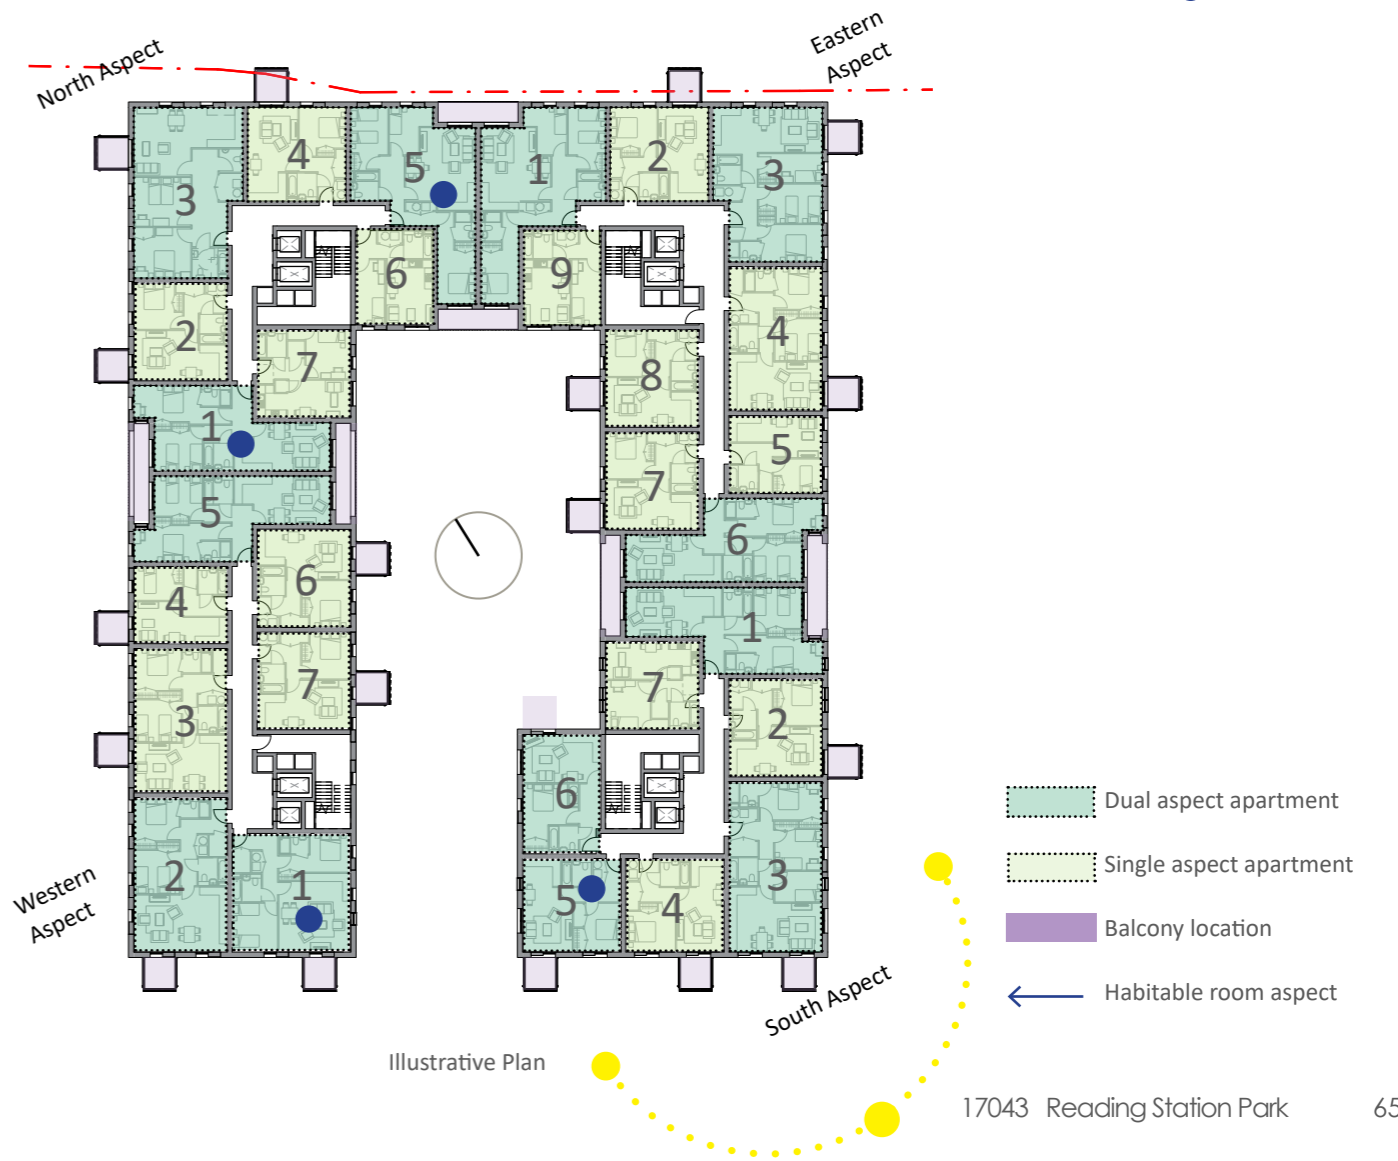 North Aspect
Eastern
Aspect
4
5
1
2
3
3
6
9
2
4
7
8
1
5
7
5
6
6
4
1
3
7
7
2
6
2
1
5
4
3
Western
Aspect
South Aspect
Illustrative Plan
Dual aspect apartment
Single aspect apartment
Balcony location
Habitable room aspect
17043 Reading Station Park 65